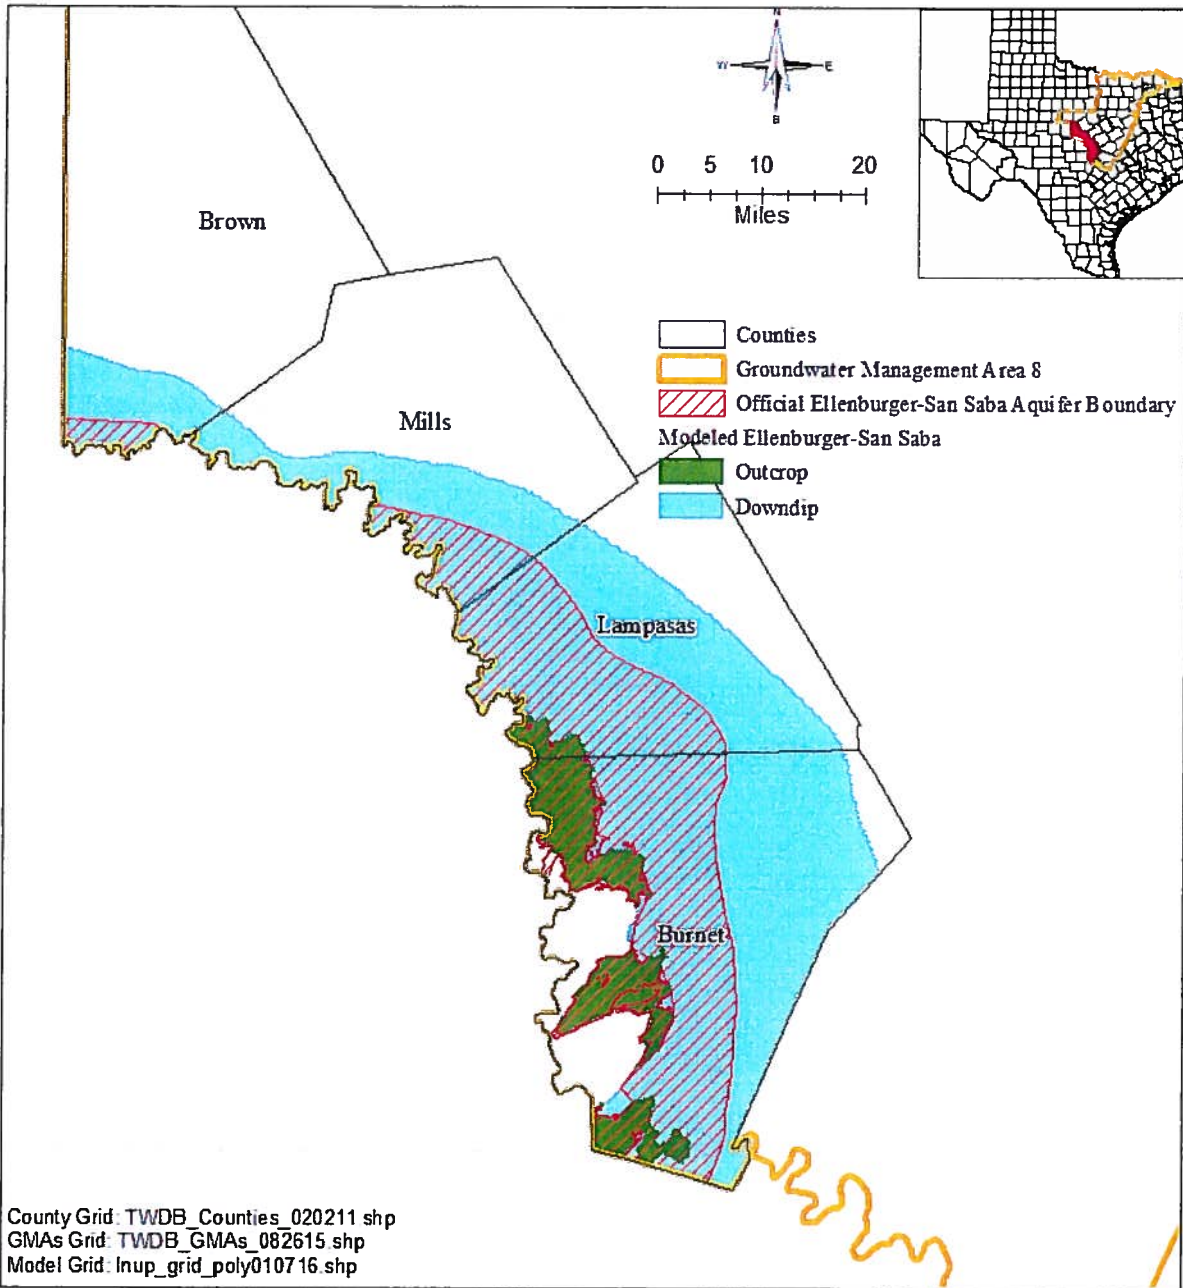 N
W E
B
0 5 10 20
Miles
Brown
Counties
Groundwater Management Area 8
Official Ellenburger-San Saba Aquifer Boundary
Modeled Ellenburger-San Saba
Outcrop
Downdip
Mills
Lampasas
Burnet
County Grid: TWDB_Counties_020211 shp
GMAs Grid: TWDB_GMAs_082615.shp
Model Grid: lnup_grid_poly010716.shp